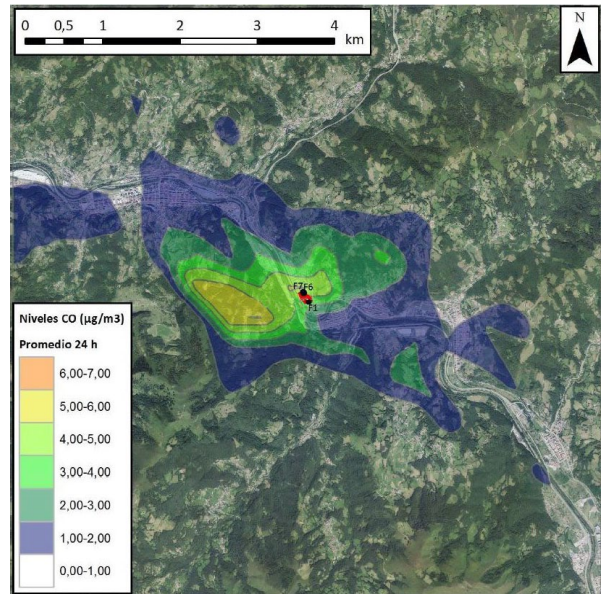 0 0,5 1 2 3 4
km
N
F7F6
F1
Niveles CO (µg/m3)
Promedio 24 h
6,00-7,00
5,00-6,00
4,00-5,00
3,00-4,00
2,00-3,00
1,00-2,00
0,00-1,00